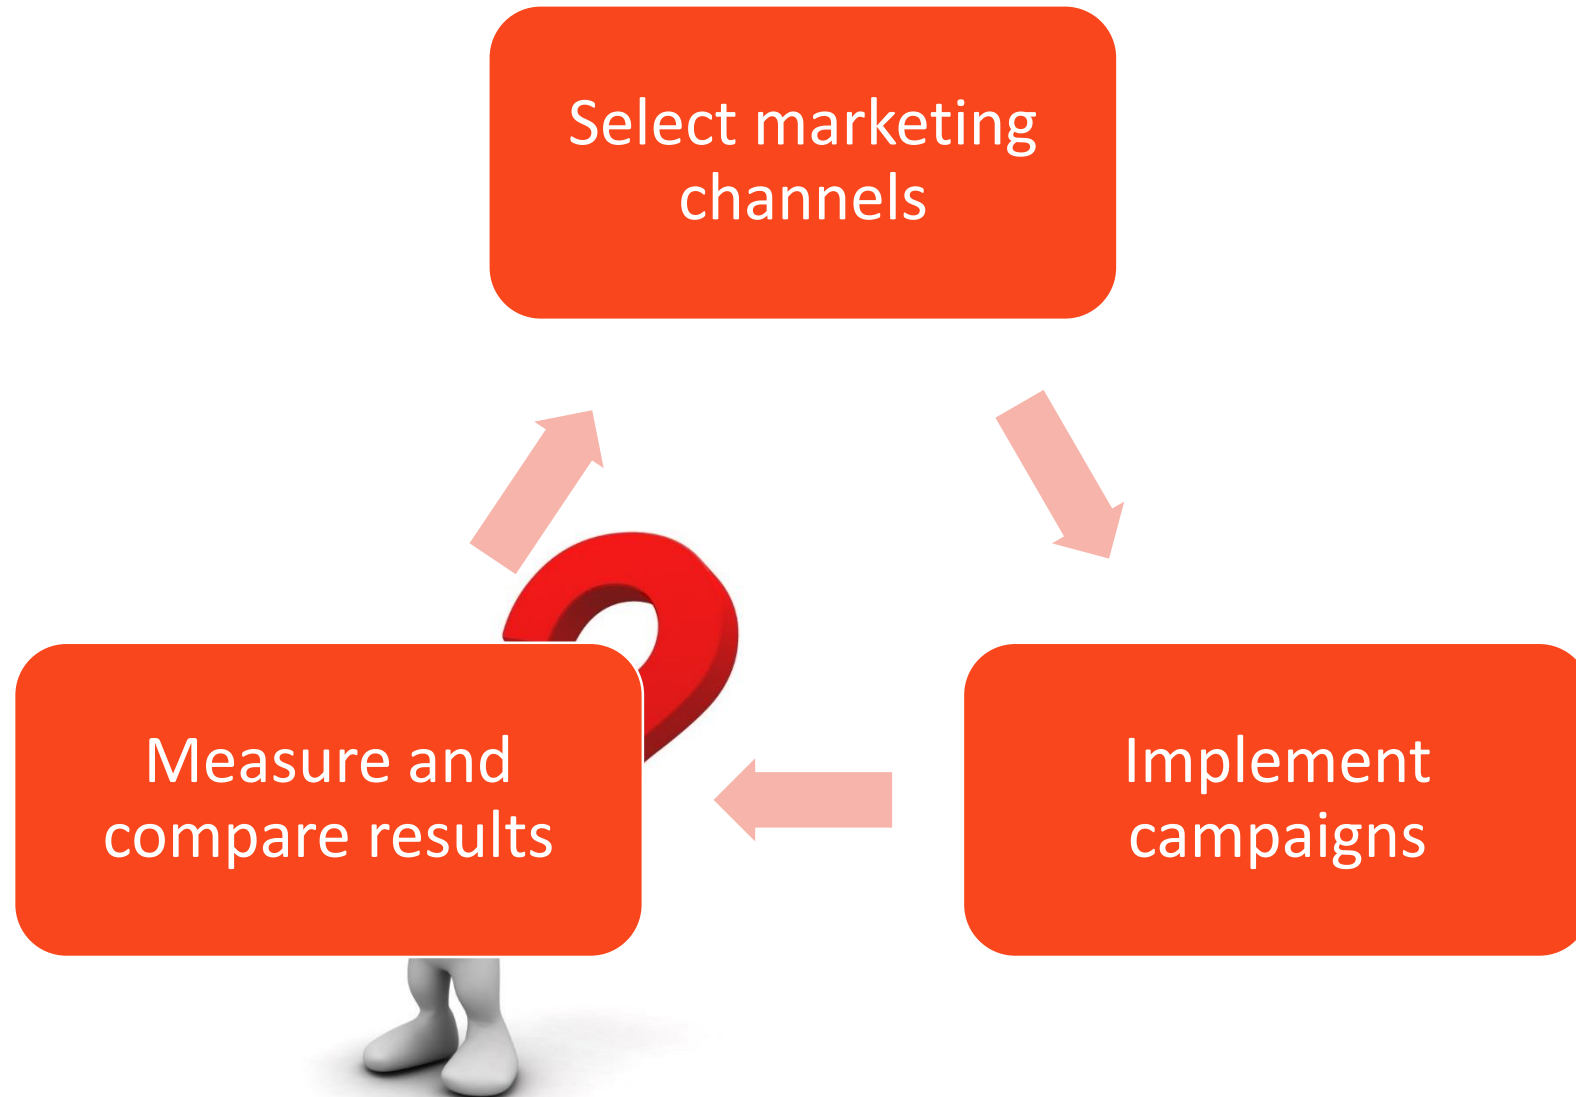 Select marketing
channels
Measure and
compare results
Implement
campaigns